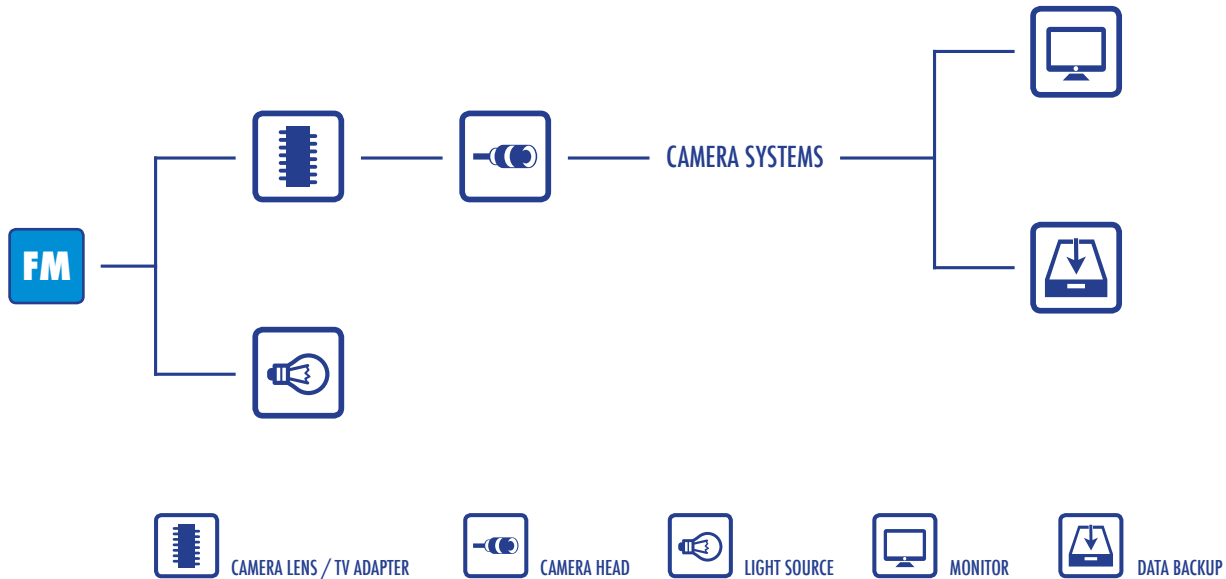 CAMERA SYSTEMS
FM
CAMERA LENS / TV ADAPTER
CAMERA HEAD
LIGHT SOURCE
MONITOR
DATA BACKUP